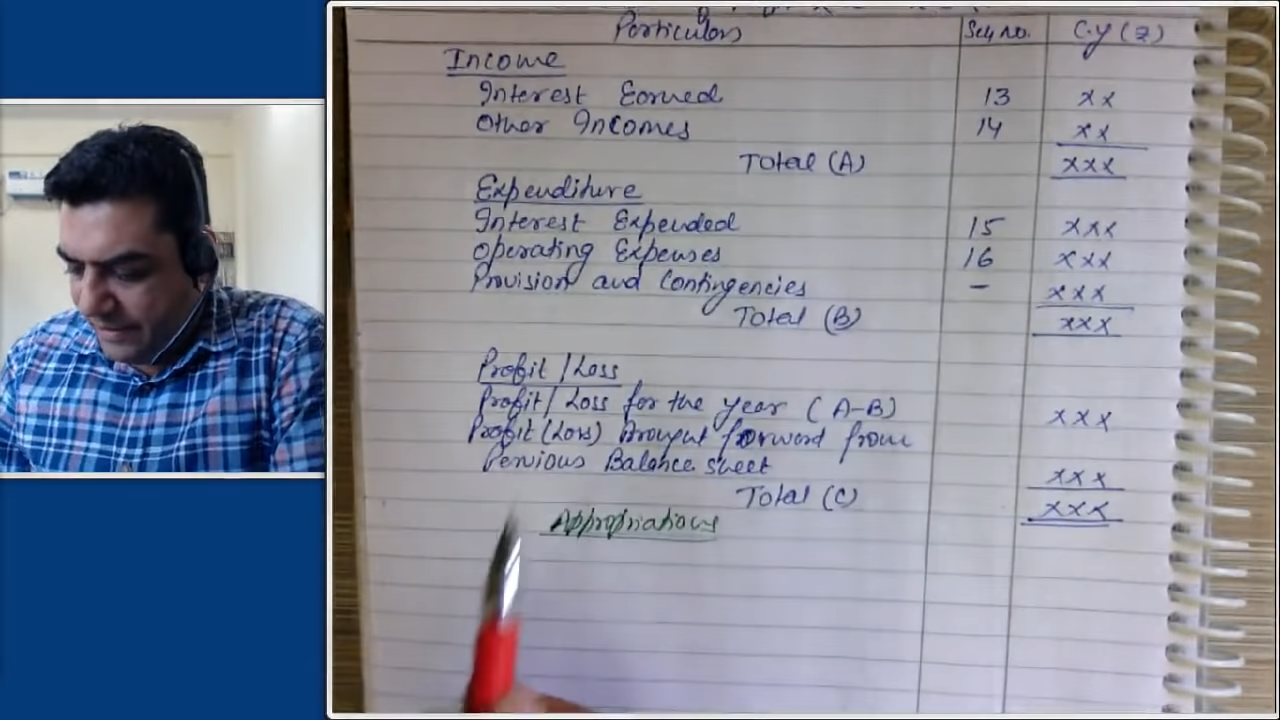 Particulars Sch No. C.Y (₹)
Income
Interest Earned 13 xx
Other Incomes 14 xx
Total (A) xxx
Expenditure
Interest Expended 15 xxx
Operating Expenses 16 xxx
Provision and Contingencies - xxx
Total (B) xxx
Profit / Loss
Profit / Loss for the year (A-B) xxx
Profit (Loss) Brought forward from
Pervious Balance sheet xxx
Total (C) xxx
Appropriations